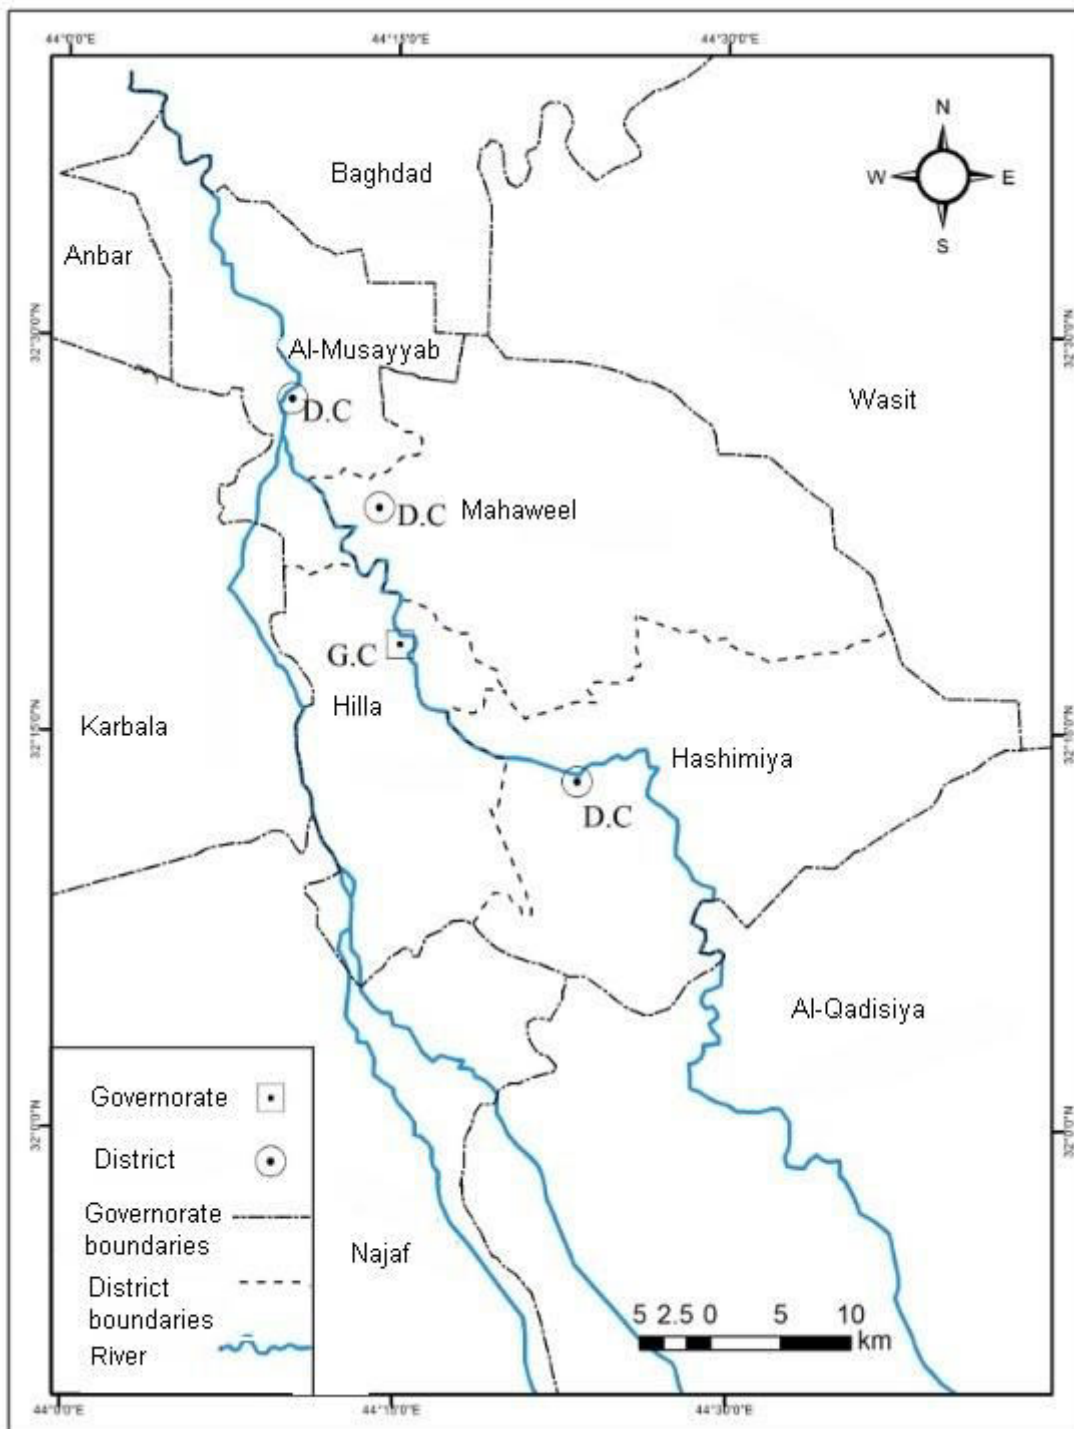 44°0'0"E 44°15'0"E 44°30'0"E
N
W E
S
Baghdad
Anbar
32°30'0"N
32°30'0"N
Al-Musayyab
Wasit
D.C
D.C Mahaweel
G.C
Hilla
Karbala
32°15'0"N
32°15'0"N
Hashimiya
D.C
Al-Qadisiya
Governorate
32°0'0"N
32°0'0"N
District
Governorate
boundaries
Najaf
District
boundaries
River
5 2.5 0 5 10
km
44°0'0"E 44°15'0"E 44°30'0"E